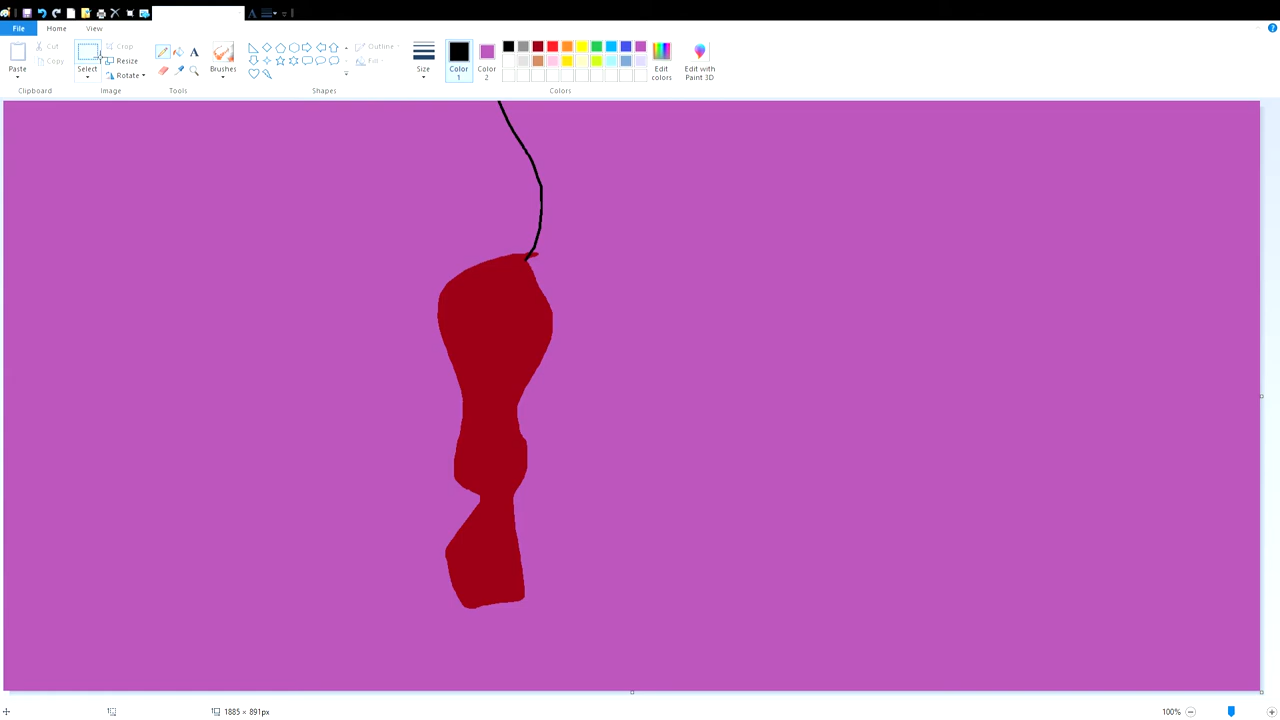 File Home View
Paste Cut Copy
Clipboard
Select Crop Resize Rotate
Image
A
Tools
Brushes
Outline Fill
Shapes
Size
Color 1
Color 2
Edit colors
Edit with Paint 3D
Colors
1885 × 891px
100%